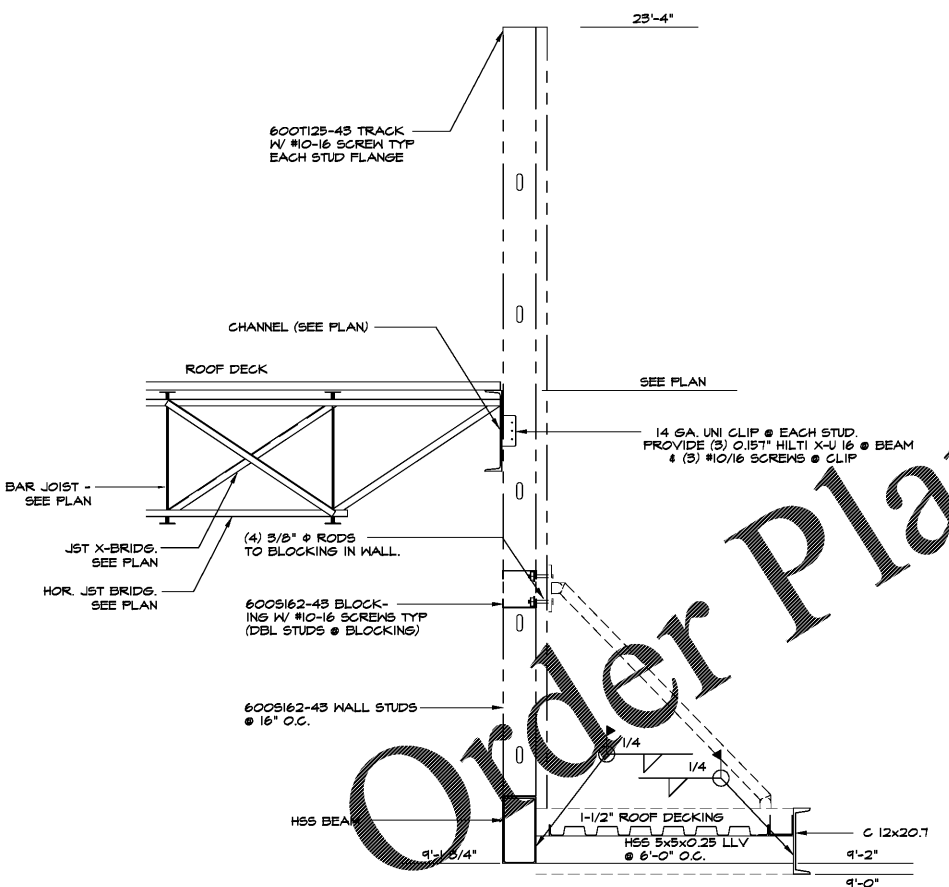 23'-4"
600T125-43 TRACK
W/ #10-16 SCREW TYP
EACH STUD FLANGE
CHANNEL (SEE PLAN)
ROOF DECK
SEE PLAN
14 GA. UNI CLIP @ EACH STUD.
PROVIDE (3) 0.157" HILTI X-U 16 @ BEAM
& (3) #10/16 SCREWS @ CLIP
BAR JOIST -
SEE PLAN
JST X-BRIDG.
SEE PLAN
(4) 3/8" Φ RODS
TO BLOCKING IN WALL.
HOR. JST BRIDG.
SEE PLAN
600S162-43 BLOCK-
ING W/ #10-16 SCREWS TYP
(DBL STUDS @ BLOCKING)
600S162-43 WALL STUDS
@ 16" O.C.
1/4
1/4
HSS BEAM
1-1/2" ROOF DECKING
HSS 5x5x0.25 LLV
@ 6'-0" O.C.
C 12x20.7
9'-1 3/4"
9'-2"
9'-0"
Order Pla